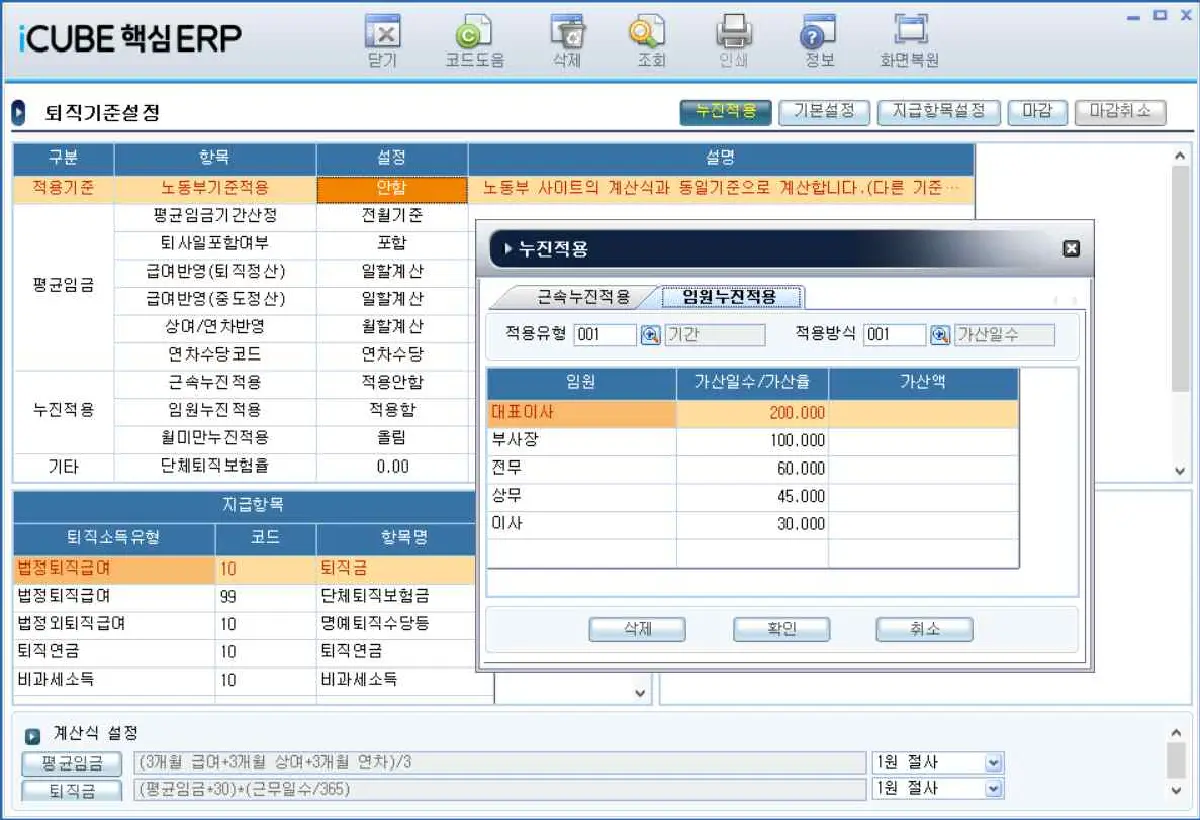 iCUBE 핵심ERP
닫기 코드도움 삭제 조회 인쇄 정보 화면복원
퇴직기준설정
누진적용 기본설정 지급항목설정 마감 마감취소
구분 항목 설정 설명
적용기준 노동부기준적용 안함 노동부 사이트의 계산식과 동일기준으로 계산합니다.(다른 기준…
평균임금 평균임금기간산정 전월기준
퇴사일포함여부 포함
급여반영(퇴직정산) 일할계산
급여반영(중도정산) 일할계산
상여/연차반영 월할계산
연차수당코드 연차수당
누진적용 근속누진적용 적용안함
임원누진적용 적용함
월미만누진적용 올림
기타 단체퇴직보험율 0.00
지급항목
퇴직소득유형 코드 항목명
법정퇴직급여 10 퇴직금
법정퇴직급여 99 단체퇴직보험금
법정외퇴직급여 10 명예퇴직수당등
퇴직연금 10 퇴직연금
비과세소득 10 비과세소득
누진적용
근속누진적용 임원누진적용
적용유형 001 기간 적용방식 001 가산일수
임원 가산일수/가산율 가산액
대표이사 200.000
부사장 100.000
전무 60.000
상무 45.000
이사 30.000
삭제 확인 취소
계산식 설정
평균임금 (3개월 급여+3개월 상여+3개월 연차)/3 1원 절사
퇴직금 (평균임금*30)*(근무일수/365) 1원 절사